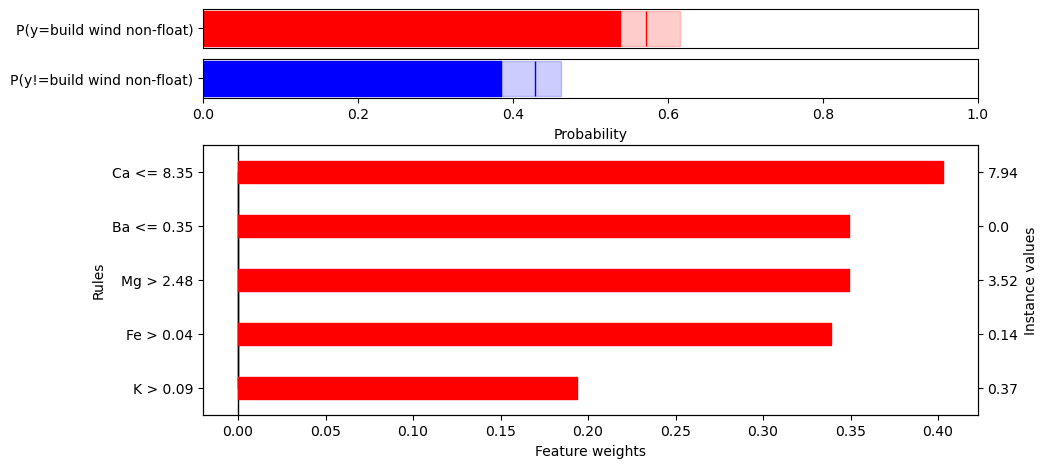 P(y=build wind non-float)
P(y!=build wind non-float)
0.0 0.2 0.4 0.6 0.8 1.0
Probability
Ca <= 8.35 7.94
Ba <= 0.35 0.0
Mg > 2.48 3.52
Fe > 0.04 0.14
K > 0.09 0.37
Rules
Instance values
0.00 0.05 0.10 0.15 0.20 0.25 0.30 0.35 0.40
Feature weights